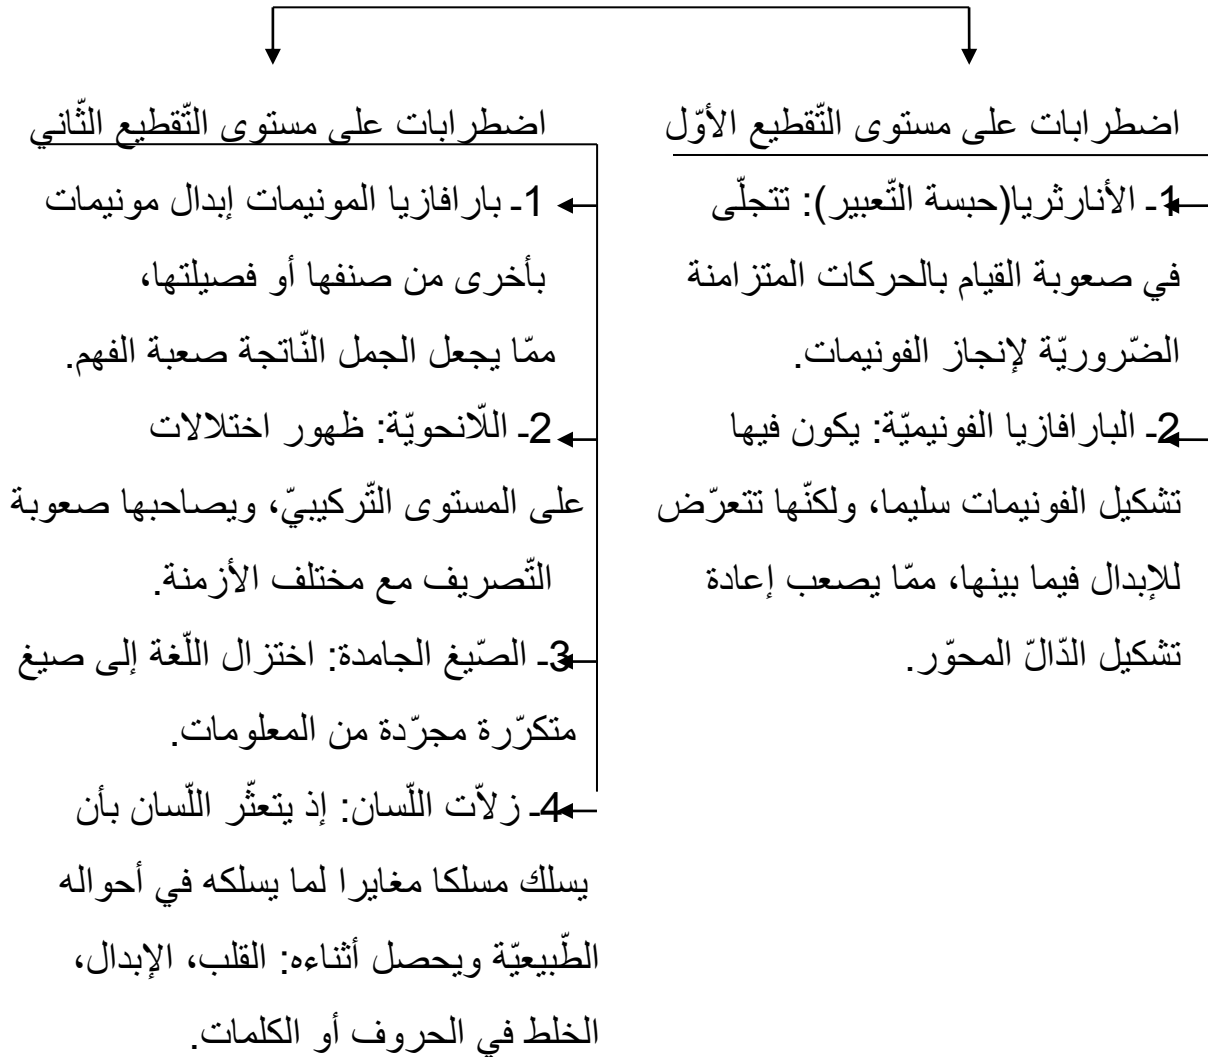 اضطرابات على مستوى التّقطيع الأوّل
1ـ الأنارثريا(حبسة التّعبير): تتجلّى
في صعوبة القيام بالحركات المتزامنة
الضّروريّة لإنجاز الفونيمات.
2ـ البارافازيا الفونيميّة: يكون فيها
تشكيل الفونيمات سليما، ولكنّها تتعرّض
للإبدال فيما بينها، ممّا يصعب إعادة
تشكيل الدّالّ المحوّر.
اضطرابات على مستوى التّقطيع الثّاني
1ـ بارافازيا المونيمات إبدال مونيمات
بأخرى من صنفها أو فصيلتها،
ممّا يجعل الجمل النّاتجة صعبة الفهم.
2ـ اللّانحويّة: ظهور اختلالات
على المستوى التّركيبيّ، ويصاحبها صعوبة
التّصريف مع مختلف الأزمنة.
3ـ الصّيغ الجامدة: اختزال اللّغة إلى صيغ
متكرّرة مجرّدة من المعلومات.
4ـ زلاّت اللّسان: إذ يتعثّر اللّسان بأن
يسلك مسلكا مغايرا لما يسلكه في أحواله
الطّبيعيّة ويحصل أثناءه: القلب، الإبدال،
الخلط في الحروف أو الكلمات.